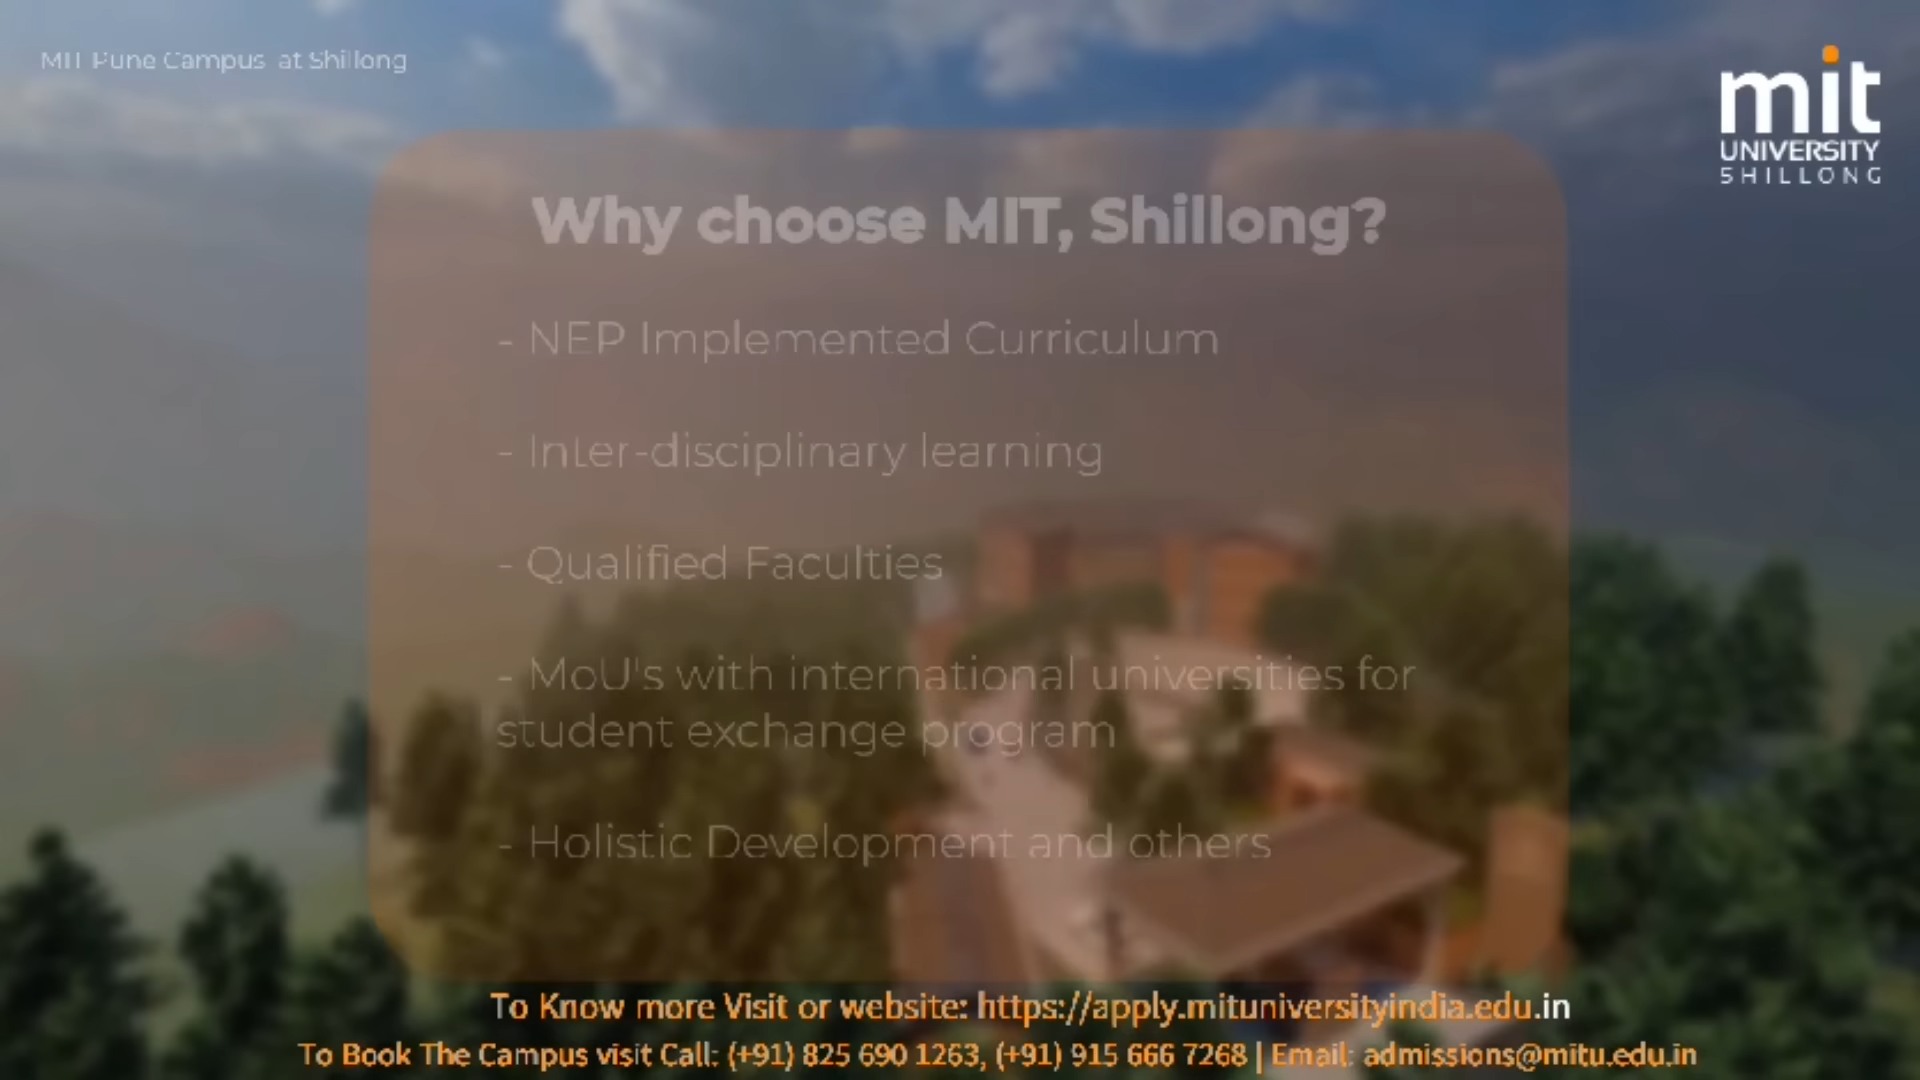 MIT Pune Campus at Shillong
mit
UNIVERSITY
SHILLONG
Why choose MIT, Shillong?
- NEP Implemented Curriculum
- Inter-disciplinary learning
- Qualified Faculties
- MoU's with international universities for
student exchange program
- Holistic Development and others
To Know more Visit or website: https://apply.mituniversityindia.edu.in
To Book The Campus visit Call: (+91) 825 690 1263, (+91) 915 666 7268 | Email: admissions@mitu.edu.in